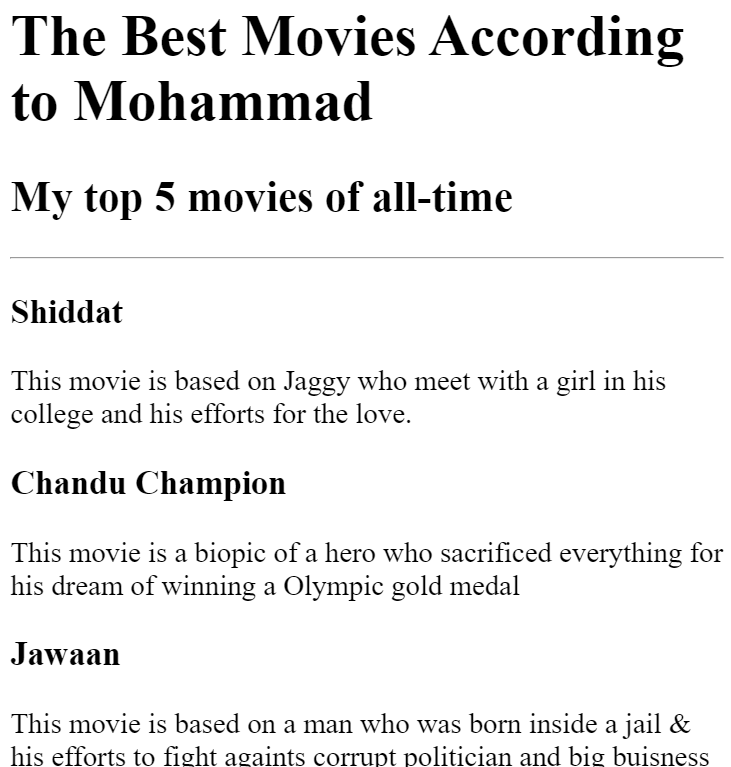 The Best Movies According
to Mohammad
My top 5 movies of all-time
Shiddat
This movie is based on Jaggy who meet with a girl in his
college and his efforts for the love.
Chandu Champion
This movie is a biopic of a hero who sacrificed everything for
his dream of winning a Olympic gold medal
Jawaan
This movie is based on a man who was born inside a jail &
his efforts to fight againts corrupt politician and big buisness